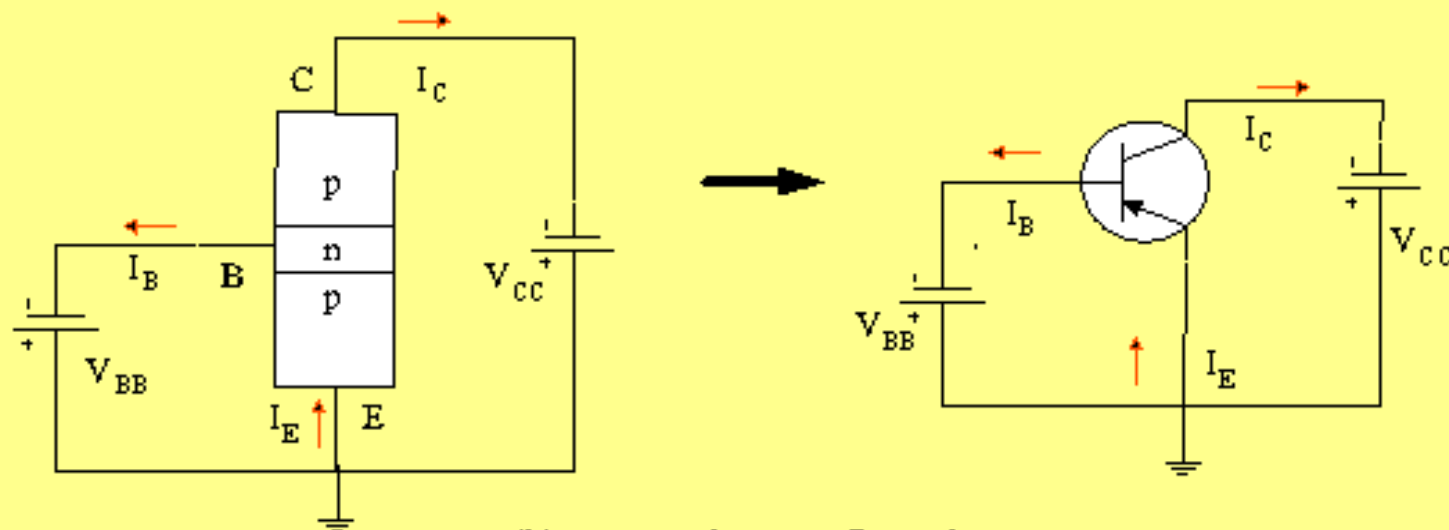 C
I_C
p
n
p
I_B
B
V_BB
V_CC
I_E
E
-
+
-
+
I_C
I_B
V_BB
V_CC
I_E
-
+
-
+